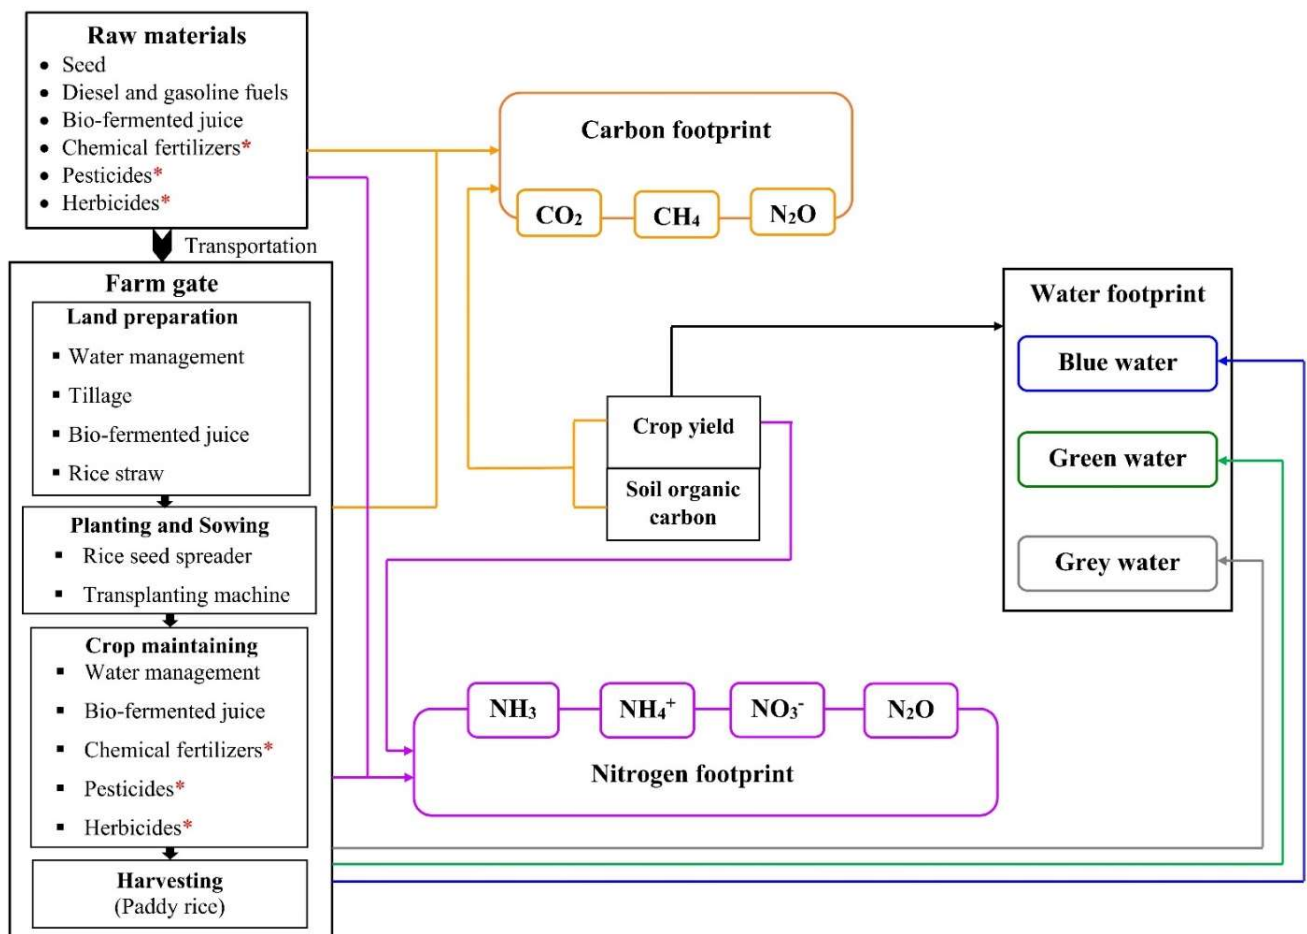 Raw materials
• Seed
• Diesel and gasoline fuels
• Bio-fermented juice
• Chemical fertilizers*
• Pesticides*
• Herbicides*
Transportation
Farm gate
Land preparation
▪ Water management
▪ Tillage
▪ Bio-fermented juice
▪ Rice straw
Planting and Sowing
▪ Rice seed spreader
▪ Transplanting machine
Crop maintaining
▪ Water management
▪ Bio-fermented juice
▪ Chemical fertilizers*
▪ Pesticides*
▪ Herbicides*
Harvesting
(Paddy rice)
Carbon footprint
CO₂
CH₄
N₂O
Crop yield
Soil organic
carbon
Water footprint
Blue water
Green water
Grey water
NH₃
NH₄⁺
NO₃⁻
N₂O
Nitrogen footprint